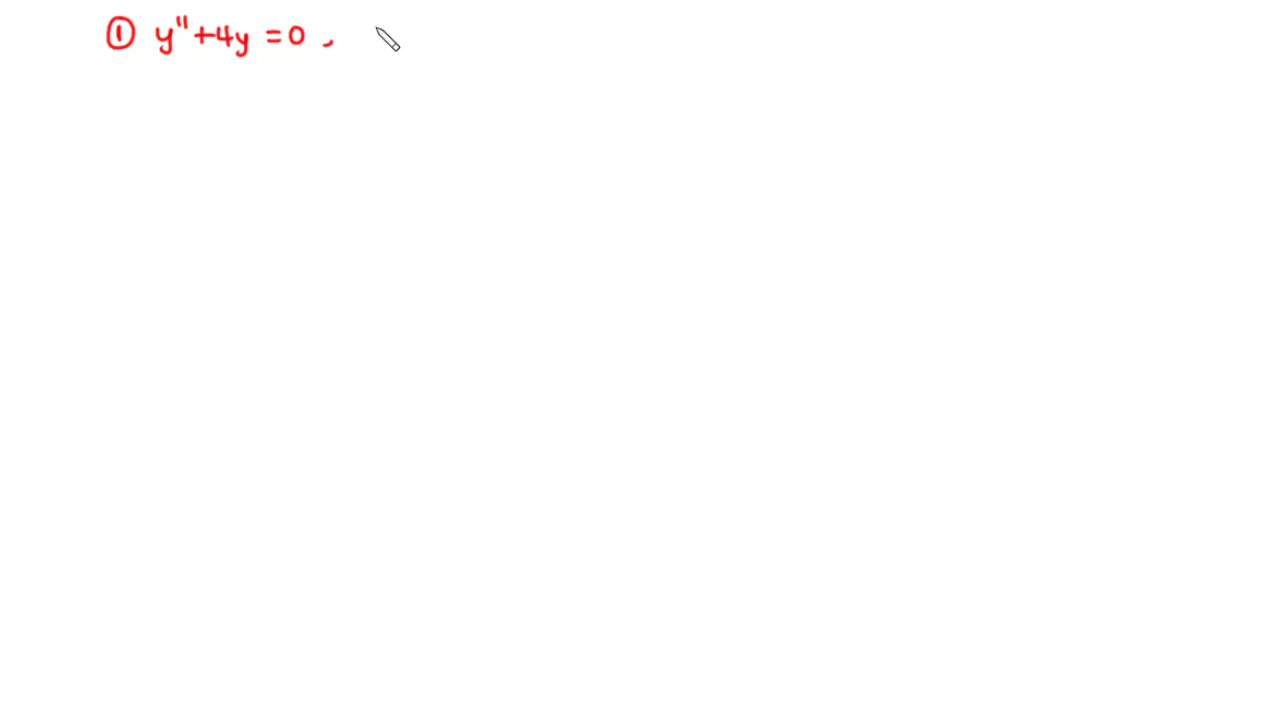 ① y"+4y =0 ,